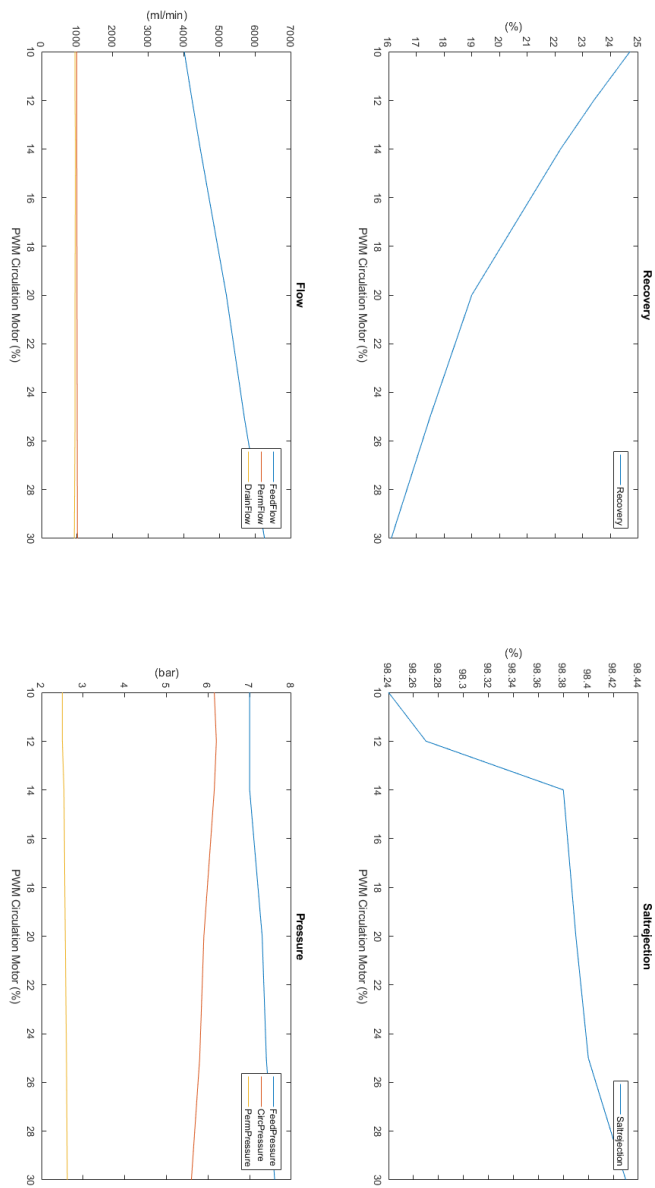 Recovery
25
24
23
22
21
20
19
18
17
16
(%)
Recovery
10 12 14 16 18 20 22 24 26 28 30
PWM Circulation Motor (%)
Saltrejection
98.44
98.42
98.4
98.38
98.36
98.34
98.32
98.3
98.28
98.26
98.24
(%)
Saltrejection
10 12 14 16 18 20 22 24 26 28 30
PWM Circulation Motor (%)
Flow
7000
6000
5000
4000
3000
2000
1000
0
(ml/min)
FeedFlow
PermFlow
DrainFlow
10 12 14 16 18 20 22 24 26 28 30
PWM Circulation Motor (%)
Pressure
8
7
6
5
4
3
2
(bar)
FeedPressure
CircPressure
PermPressure
10 12 14 16 18 20 22 24 26 28 30
PWM Circulation Motor (%)